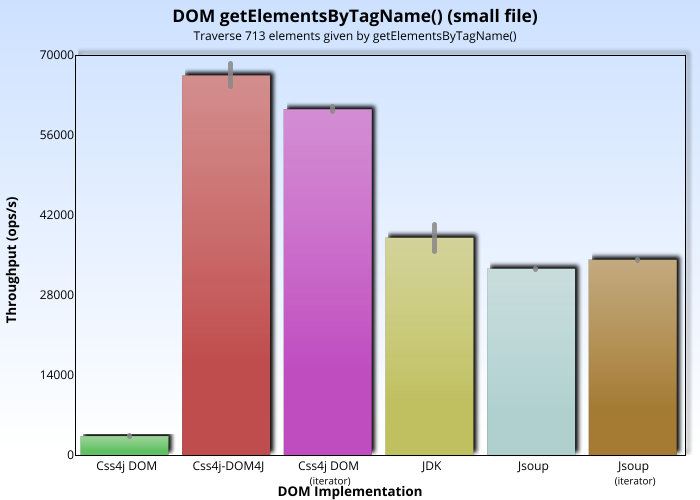 DOM getElementsByTagName() (small file)
Traverse 713 elements given by getElementsByTagName()
Throughput (ops/s)
70000
56000
42000
28000
14000
0
Css4j DOM
Css4j-DOM4J
Css4j DOM
(iterator)
JDK
Jsoup
Jsoup
(iterator)
DOM Implementation